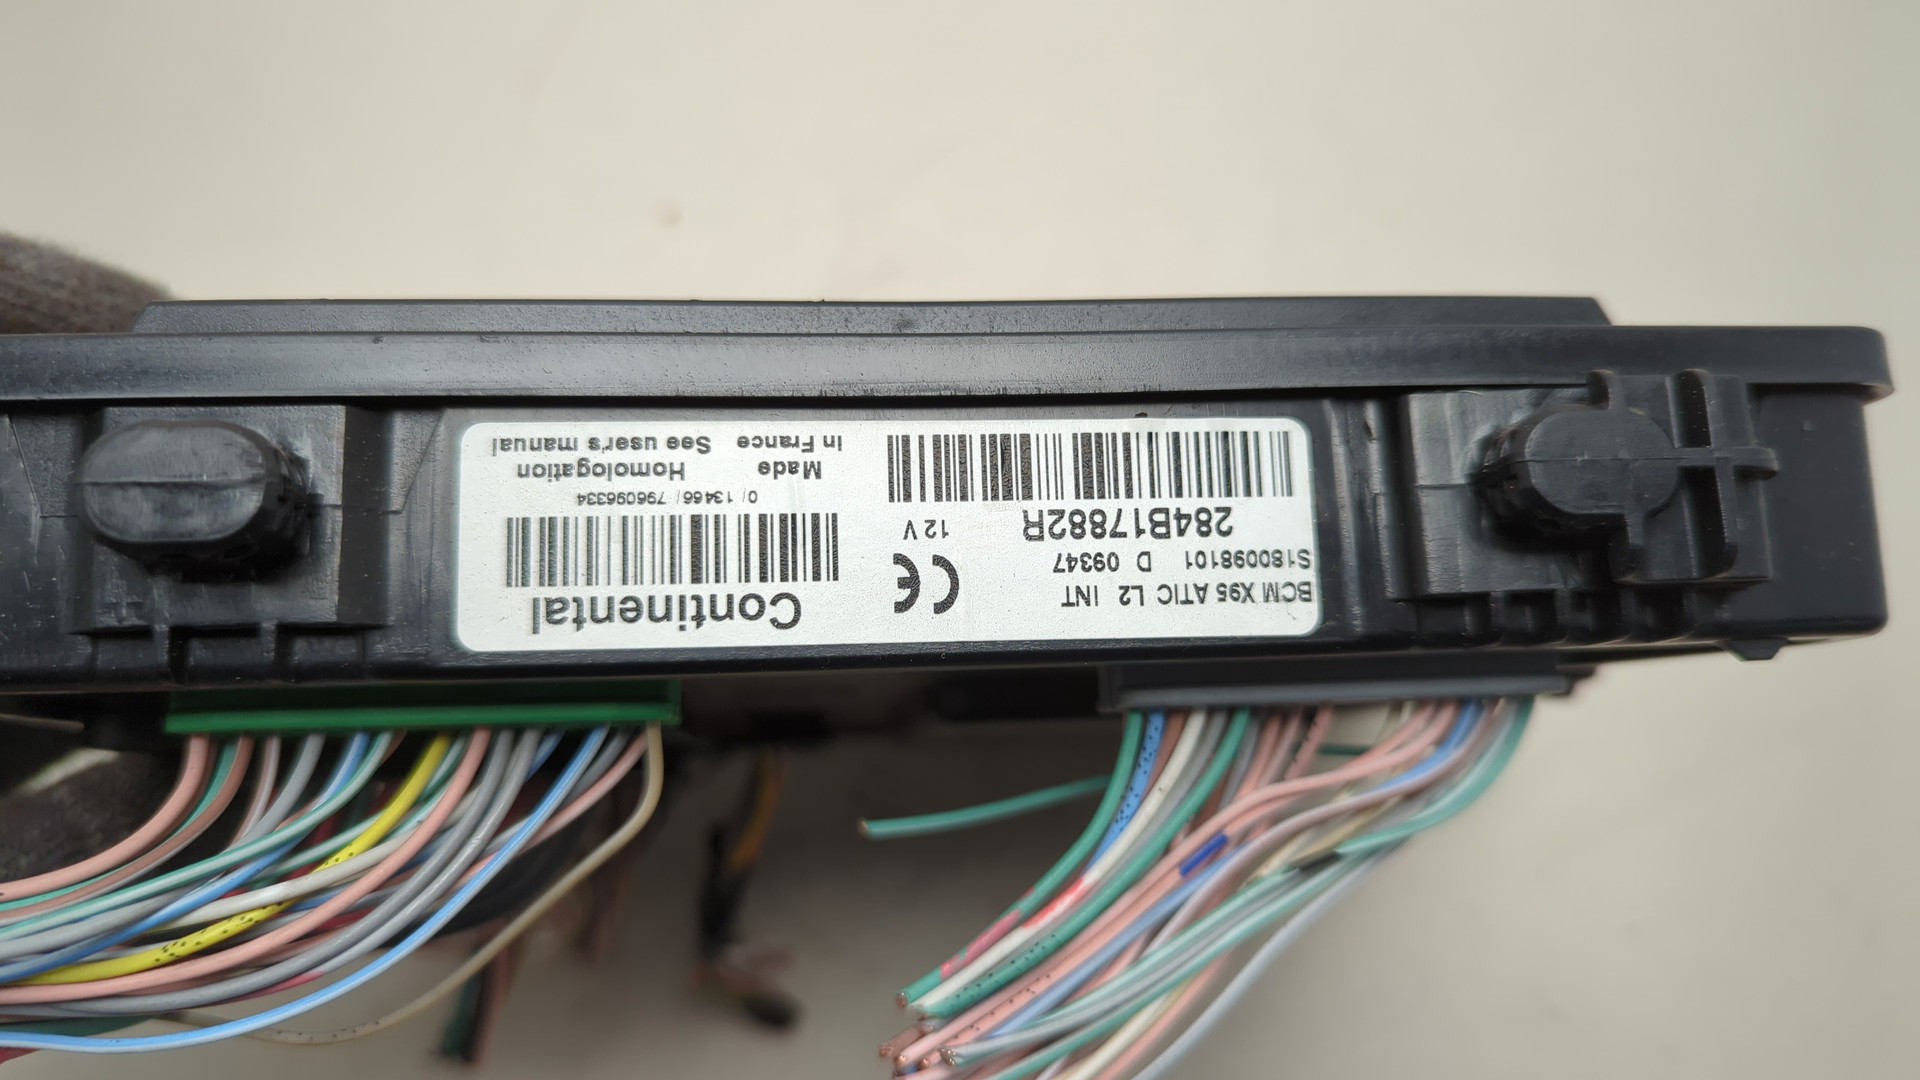 BCM X95 ATIC L2 INT
S180098101 D 09347
284B17882R
12 V
CE
Continental
0/ 13466/ 796096334
Made Homologation
In France See user's manual